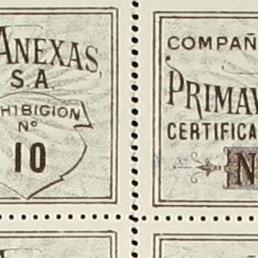 ANEXAS
S.A.
HIBICION
Nº
10
COMPAÑ
PRIMAV
CERTIFICA
N